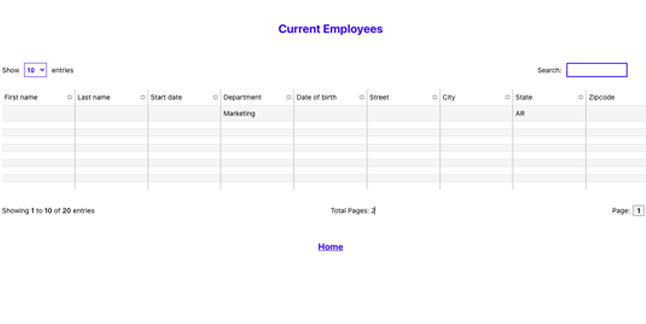 Current Employees
Show 10 entries Search:
First name Last name Start date Department Date of birth Street City State Zipcode
Marketing AR
Showing 1 to 10 of 20 entries Total Pages: 2 Page: 1
Home